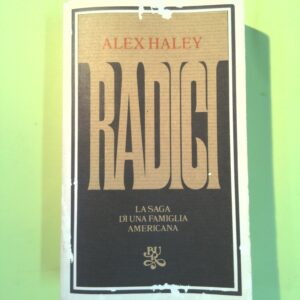 ALEX HALEY
RADICI
LA SAGA
DI UNA FAMIGLIA
AMERICANA
BUR